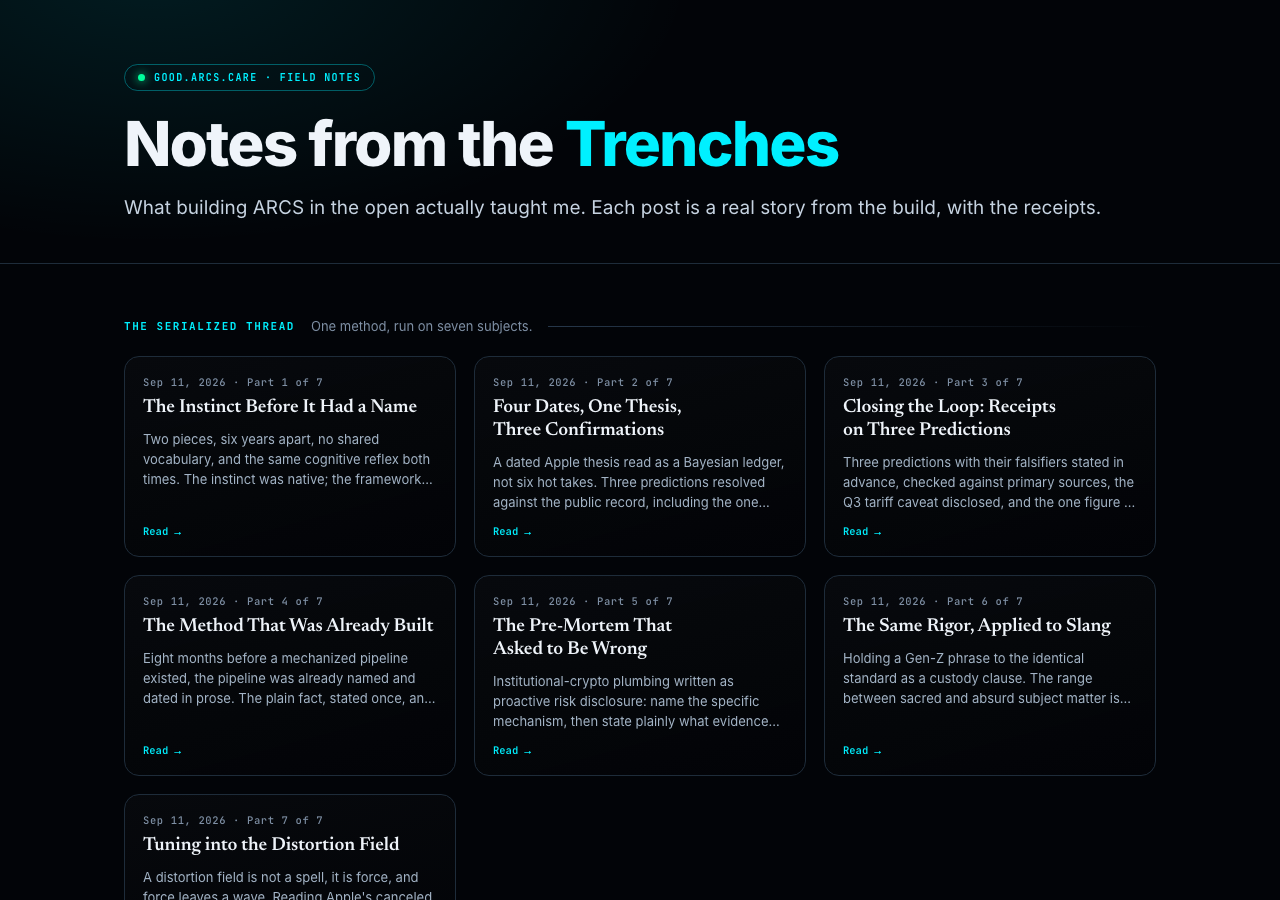 GOOD.ARCS.CARE · FIELD NOTES
Notes from the Trenches
What building ARCS in the open actually taught me. Each post is a real story from the build, with the receipts.
THE SERIALIZED THREAD One method, run on seven subjects.
Sep 11, 2026 · Part 1 of 7
The Instinct Before It Had a Name
Two pieces, six years apart, no shared
vocabulary, and the same cognitive reflex both
times. The instinct was native; the framework…
Read →
Sep 11, 2026 · Part 2 of 7
Four Dates, One Thesis,
Three Confirmations
A dated Apple thesis read as a Bayesian ledger,
not six hot takes. Three predictions resolved
against the public record, including the one…
Read →
Sep 11, 2026 · Part 3 of 7
Closing the Loop: Receipts
on Three Predictions
Three predictions with their falsifiers stated in
advance, checked against primary sources, the
Q3 tariff caveat disclosed, and the one figure …
Read →
Sep 11, 2026 · Part 4 of 7
The Method That Was Already Built
Eight months before a mechanized pipeline
existed, the pipeline was already named and
dated in prose. The plain fact, stated once, an…
Read →
Sep 11, 2026 · Part 5 of 7
The Pre-Mortem That
Asked to Be Wrong
Institutional-crypto plumbing written as
proactive risk disclosure: name the specific
mechanism, then state plainly what evidence…
Read →
Sep 11, 2026 · Part 6 of 7
The Same Rigor, Applied to Slang
Holding a Gen-Z phrase to the identical
standard as a custody clause. The range
between sacred and absurd subject matter is…
Read →
Sep 11, 2026 · Part 7 of 7
Tuning into the Distortion Field
A distortion field is not a spell, it is force, and
force leaves a wave. Reading Apple's canceled